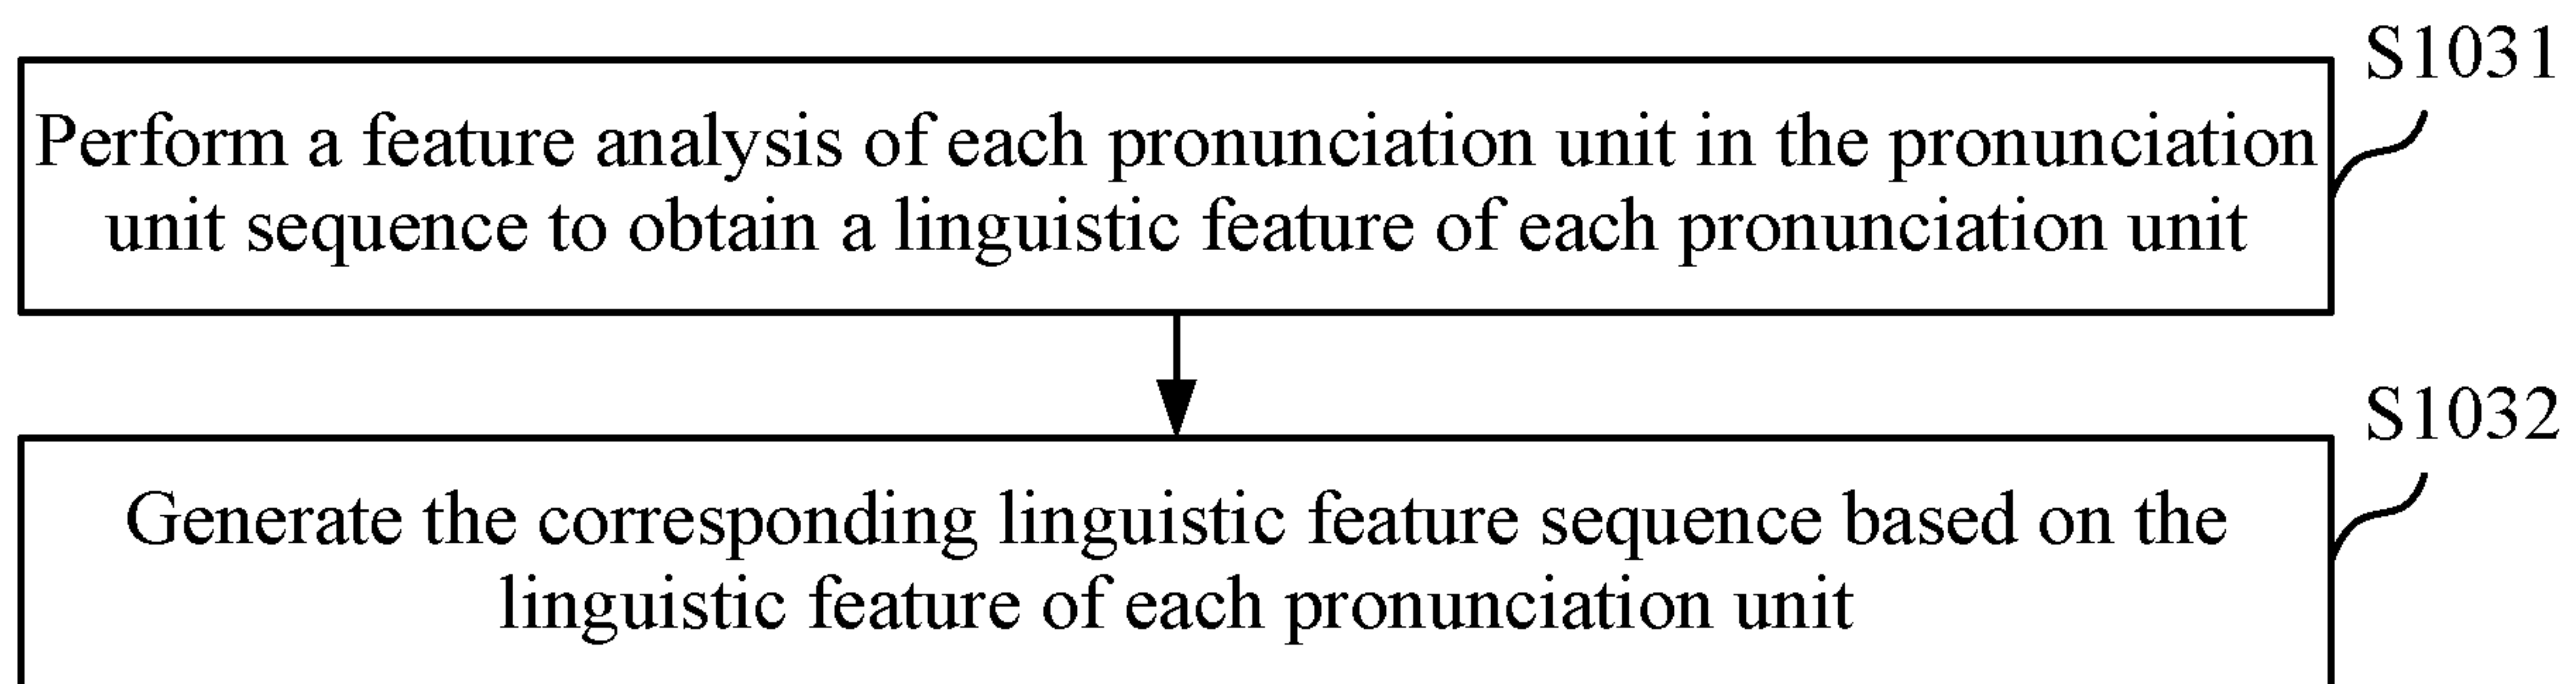 S1031
Perform a feature analysis of each pronunciation unit in the pronunciation
unit sequence to obtain a linguistic feature of each pronunciation unit
S1032
Generate the corresponding linguistic feature sequence based on the
linguistic feature of each pronunciation unit